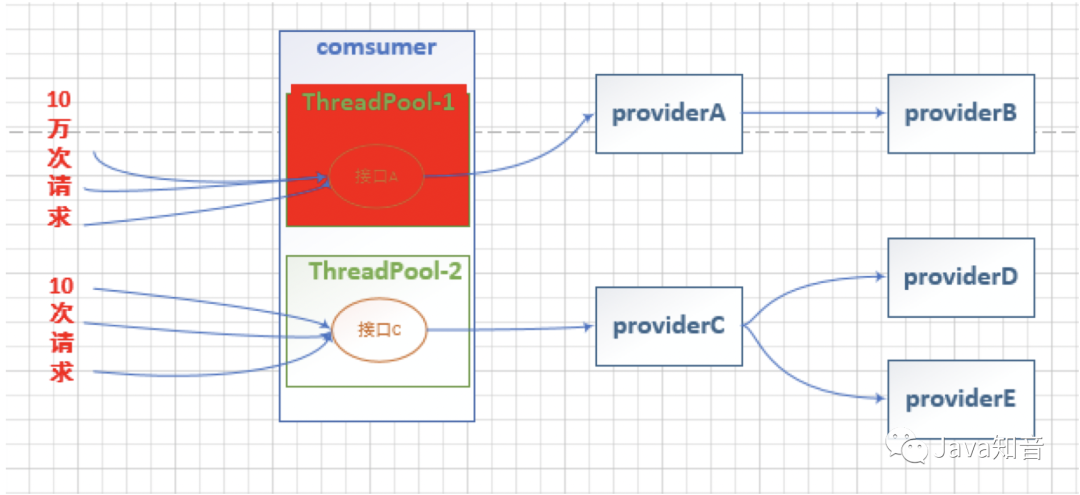 comsumer
10
万
次
请
求
ThreadPool-1
接口A
providerA
providerB
10
次
请
求
ThreadPool-2
接口C
providerC
providerD
providerE
Java知音